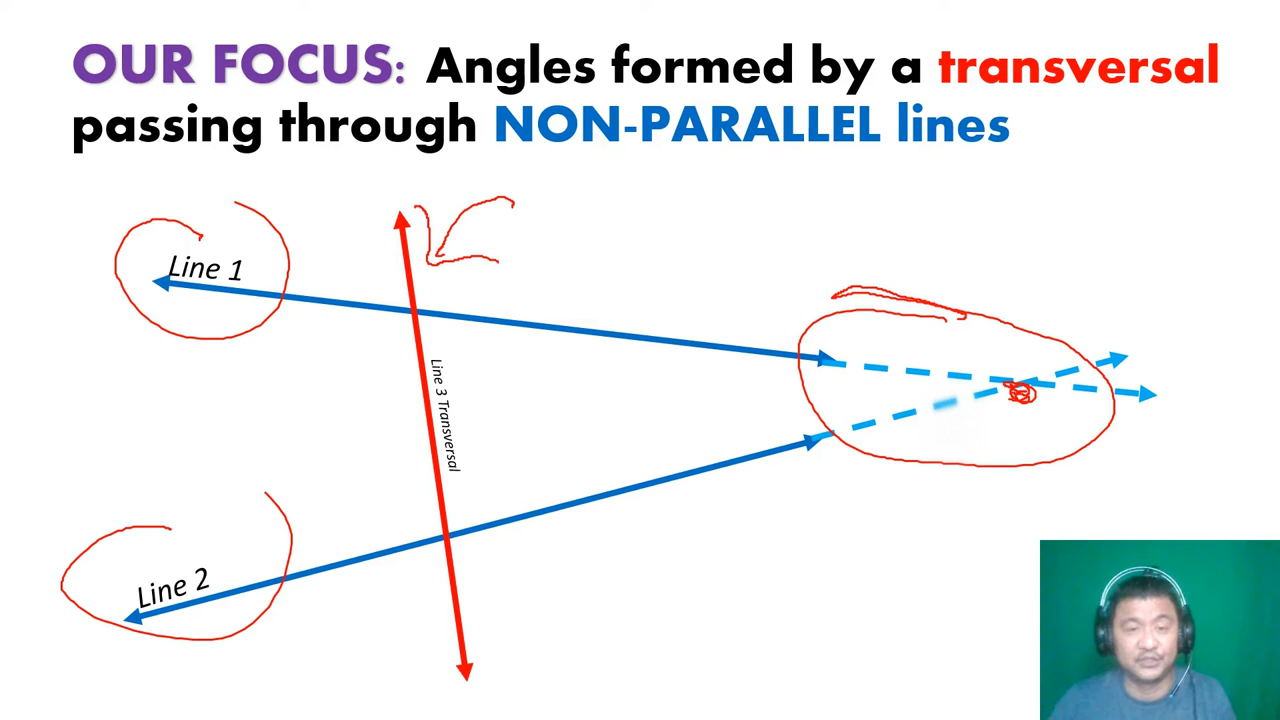 OUR FOCUS: Angles formed by a transversal
passing through NON-PARALLEL lines
Line 1
Line 3 Transversal
Line 2